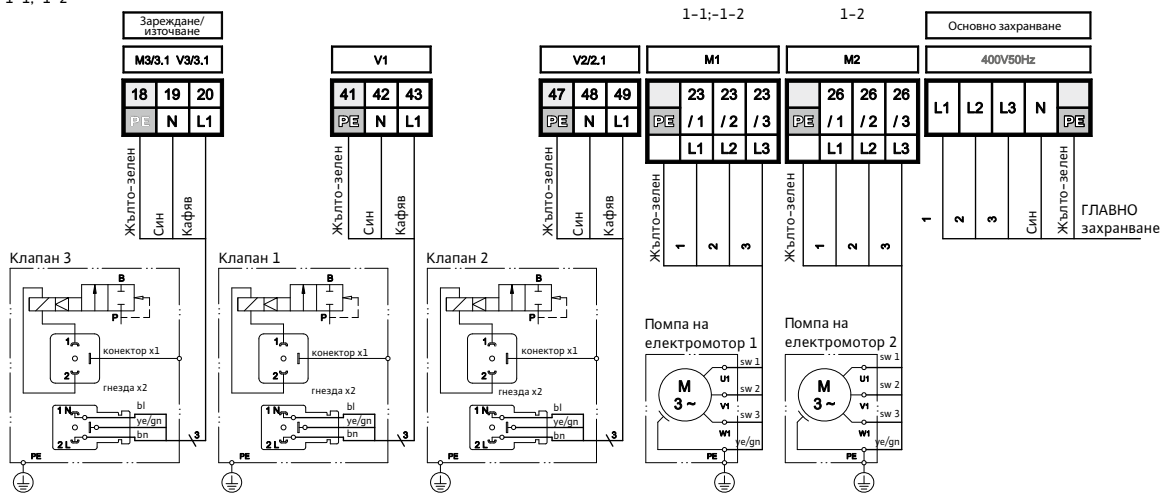 1-1;-1-2
1-1;-1-2
1-2
Зареждане/
източване
Основно захранване
M3/3.1 V3/3.1
V1
V2/2.1
M1
M2
400V50Hz
18 19 20
PE N L1
41 42 43
PE N L1
47 48 49
PE N L1
23 23 23
PE / 1 / 2 / 3
L1 L2 L3
26 26 26
PE / 1 / 2 / 3
L1 L2 L3
L1 L2 L3 N PE
Жълто-зелен
Син
Кафяв
Жълто-зелен
Син
Кафяв
Жълто-зелен
Син
Кафяв
Жълто-зелен
1
2
3
Жълто-зелен
1
2
3
1
2
3
Син
Жълто-зелен
ГЛАВНО
захранване
Клапан 3
B
P
1
конектор x1
2
гнезда x2
1 N
bl
ye/gn
bn
2 L
3
PE
Клапан 1
B
P
1
конектор x1
2
гнезда x2
1 N
bl
ye/gn
bn
2 L
3
PE
Клапан 2
B
P
1
конектор x1
2
гнезда x2
1 N
bl
ye/gn
bn
2 L
3
PE
Помпа на
електромотор 1
M
3 ~
sw 1
U1
sw 2
V1
sw 3
W1
ye/gn
PE
Помпа на
електромотор 2
M
3 ~
sw 1
U1
sw 2
V1
sw 3
W1
ye/gn
PE